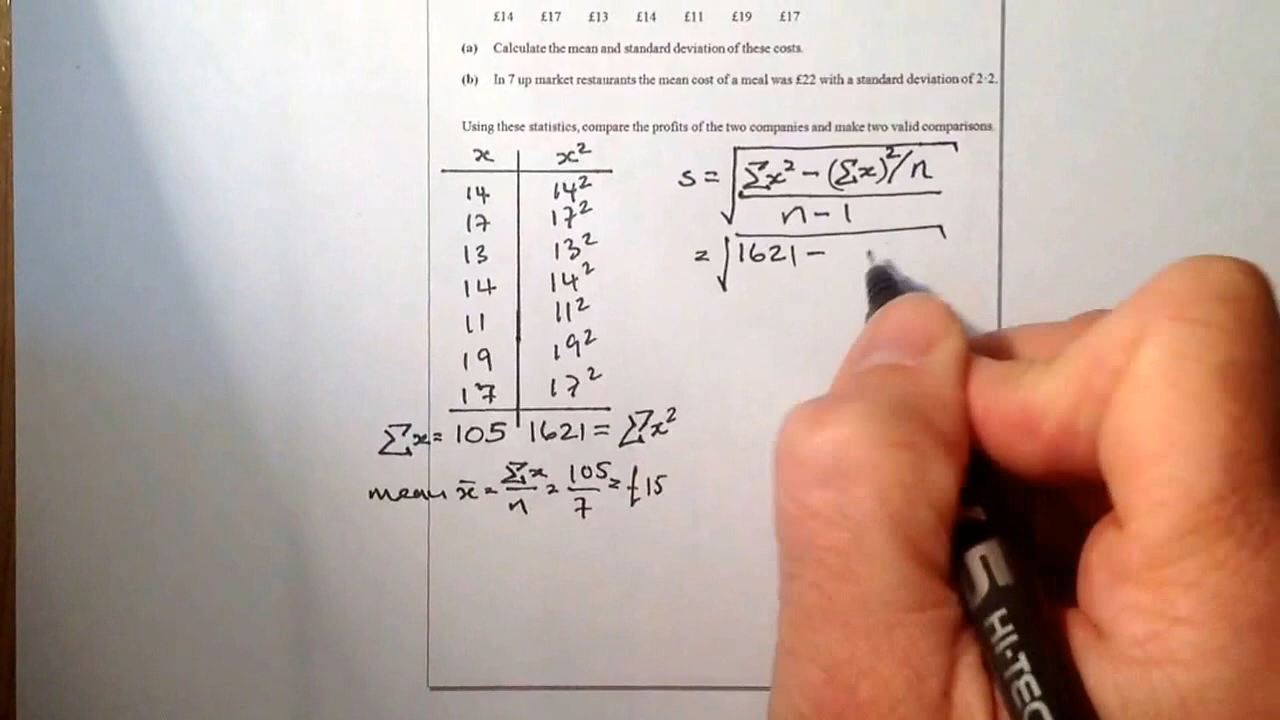 £14 £17 £13 £14 £11 £19 £17
(a) Calculate the mean and standard deviation of these costs.
(b) In 7 up market restaurants the mean cost of a meal was £22 with a standard deviation of 2·2.
Using these statistics, compare the profits of the two companies and make two valid comparisons.
x x²
14 14²
17 17²
13 13²
14 14²
11 11²
19 19²
17 17²
Σx = 105 1621 = Σx²
mean x̄ = Σx/n = 105/7 = £15
s = √((Σx² − (Σx)²/n)/(n − 1))
= √(1621 −
HI-TEC